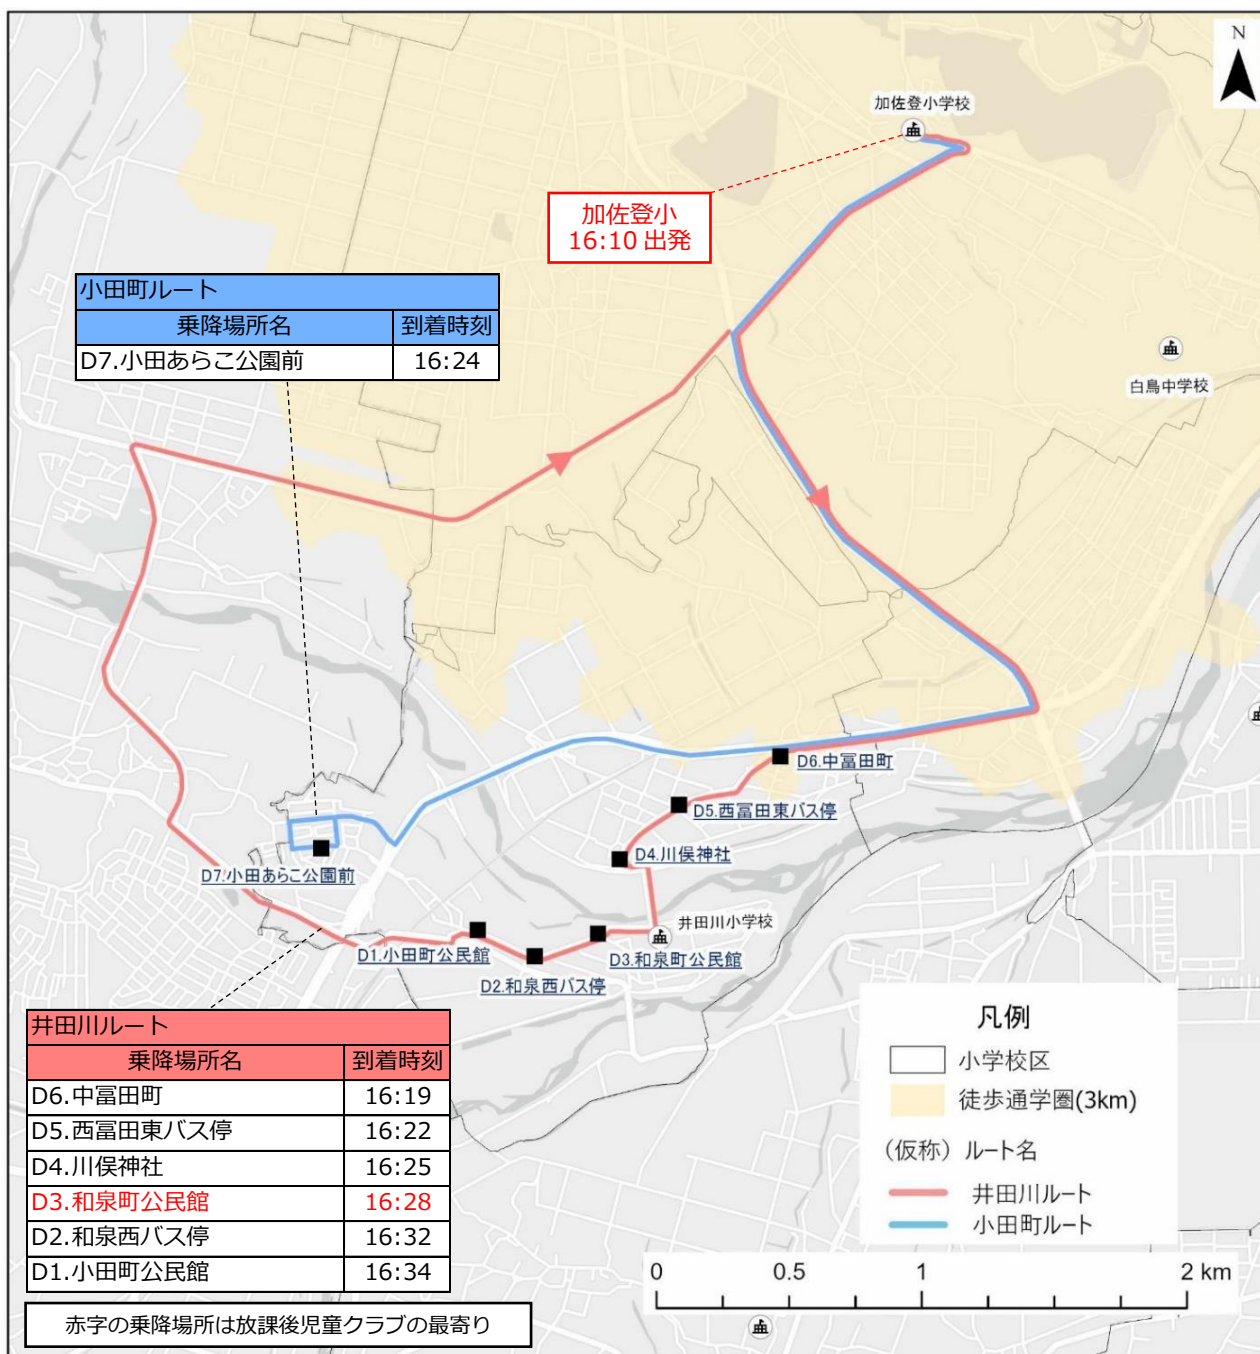 N
加佐登小学校
加佐登小
16:10 出発
小田町ルート
乗降場所名 到着時刻
D7.小田あらこ公園前 16:24
白鳥中学校
D6.中冨田町
D5.西冨田東バス停
D4.川俣神社
D7.小田あらこ公園前
井田川小学校
D1.小田町公民館
D3.和泉町公民館
D2.和泉西バス停
井田川ルート
乗降場所名 到着時刻
D6.中冨田町 16:19
D5.西冨田東バス停 16:22
D4.川俣神社 16:25
D3.和泉町公民館 16:28
D2.和泉西バス停 16:32
D1.小田町公民館 16:34
赤字の乗降場所は放課後児童クラブの最寄り
凡例
小学校区
徒歩通学圏(3km)
（仮称）ルート名
井田川ルート
小田町ルート
0 0.5 1 2 km